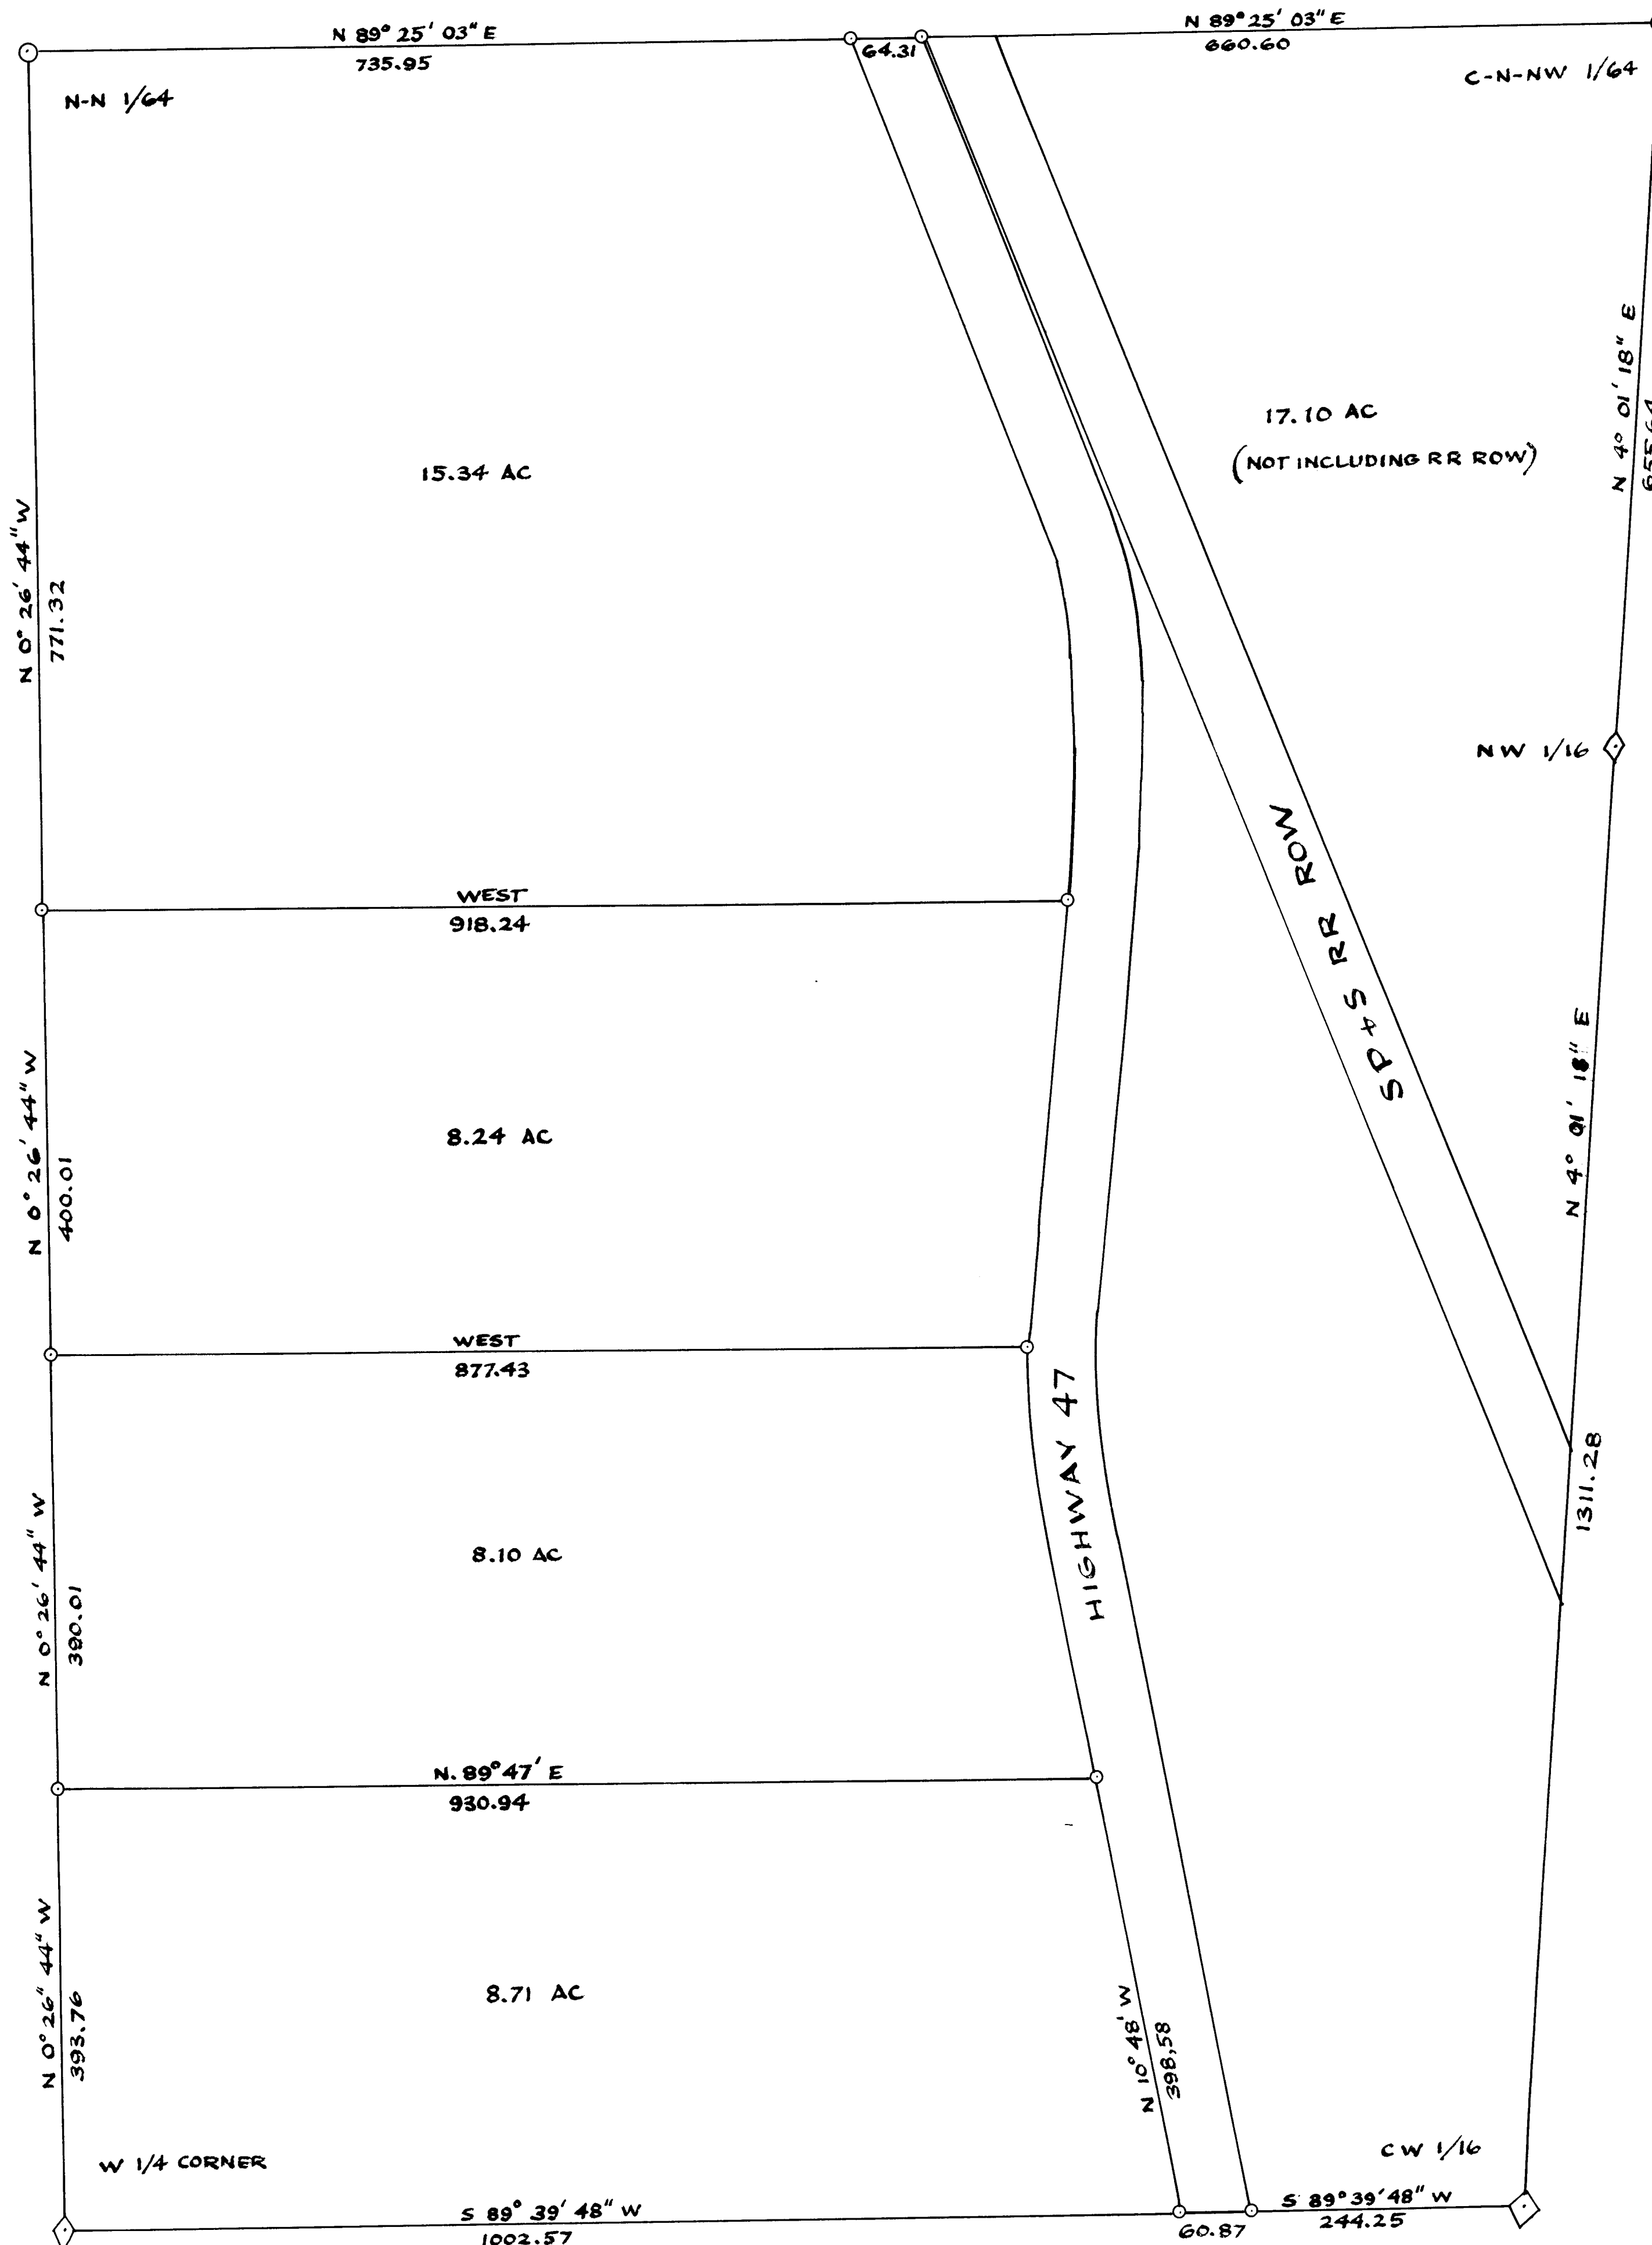 N 89° 25' 03" E
735.95
64.31
N 89° 25' 03" E
660.60
N-N 1/64
C-N-NW 1/64
N 4° 01' 18" E
17.10 AC
(NOT INCLUDING RR ROW)
15.34 AC
N 0° 26' 44" W
771.32
NW 1/16
SP+S RR ROW
WEST
918.24
N 4° 01' 18" E
1311.28
N 0° 26' 44" W
400.01
8.24 AC
WEST
877.43
HIGHWAY 47
N 0° 26' 44" W
390.01
8.10 AC
N. 89° 47' E
930.94
N 0° 26" 44" W
393.76
8.71 AC
N 10° 48' W
398,58
W 1/4 CORNER
CW 1/16
S 89° 39' 48" W
1002.57
60.87
S 89° 39' 48" W
244.25